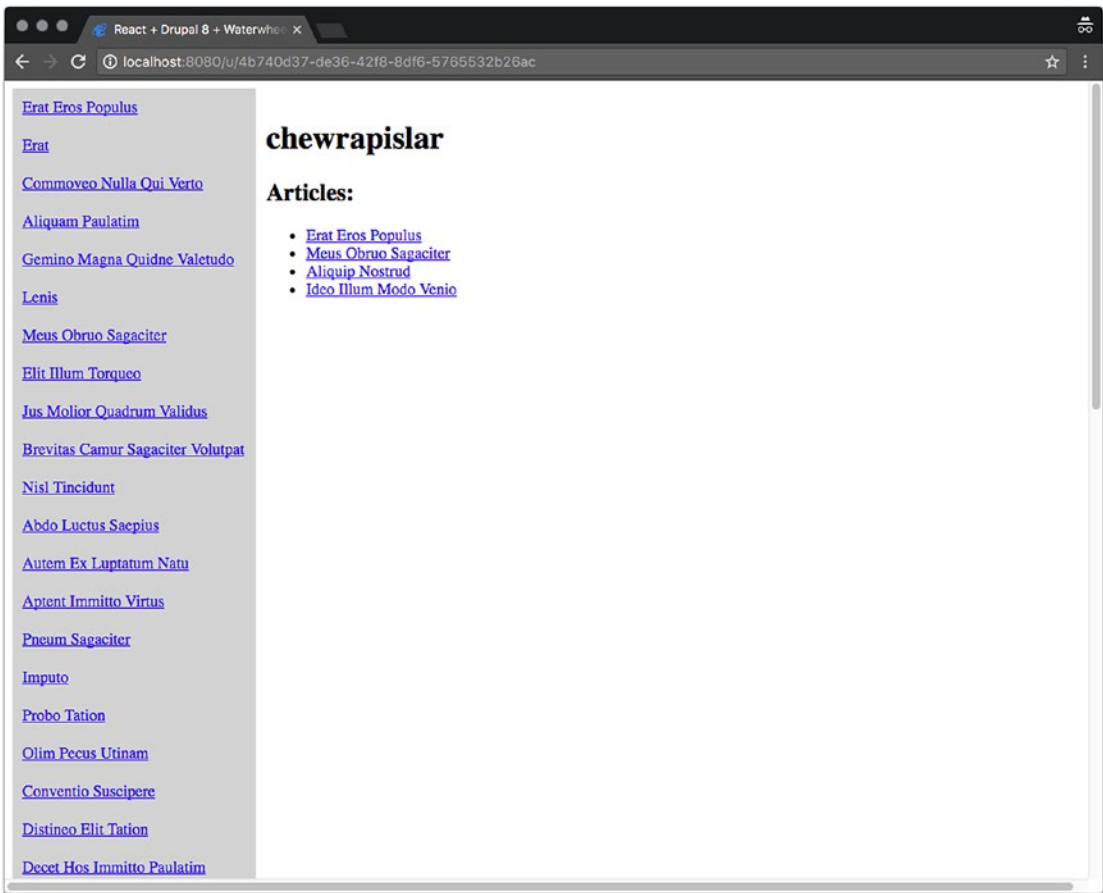 React + Drupal 8 + Waterwhee
localhost:8080/u/4b740d37-de36-42f8-8df6-5765532b26ac
Erat Eros Populus
Erat
Commoveo Nulla Qui Verto
Aliquam Paulatim
Gemino Magna Quidne Valetudo
Lenis
Meus Obruo Sagaciter
Elit Illum Torqueo
Jus Molior Quadrum Validus
Brevitas Camur Sagaciter Volutpat
Nisl Tincidunt
Abdo Luctus Saepius
Autem Ex Luptatum Natu
Aptent Immitto Virtus
Pneum Sagaciter
Imputo
Probo Tation
Olim Pecus Utinam
Conventio Suscipere
Distineo Elit Tation
Decet Hos Immitto Paulatim
chewrapislar
Articles:
Erat Eros Populus
Meus Obruo Sagaciter
Aliquip Nostrud
Ideo Illum Modo Venio